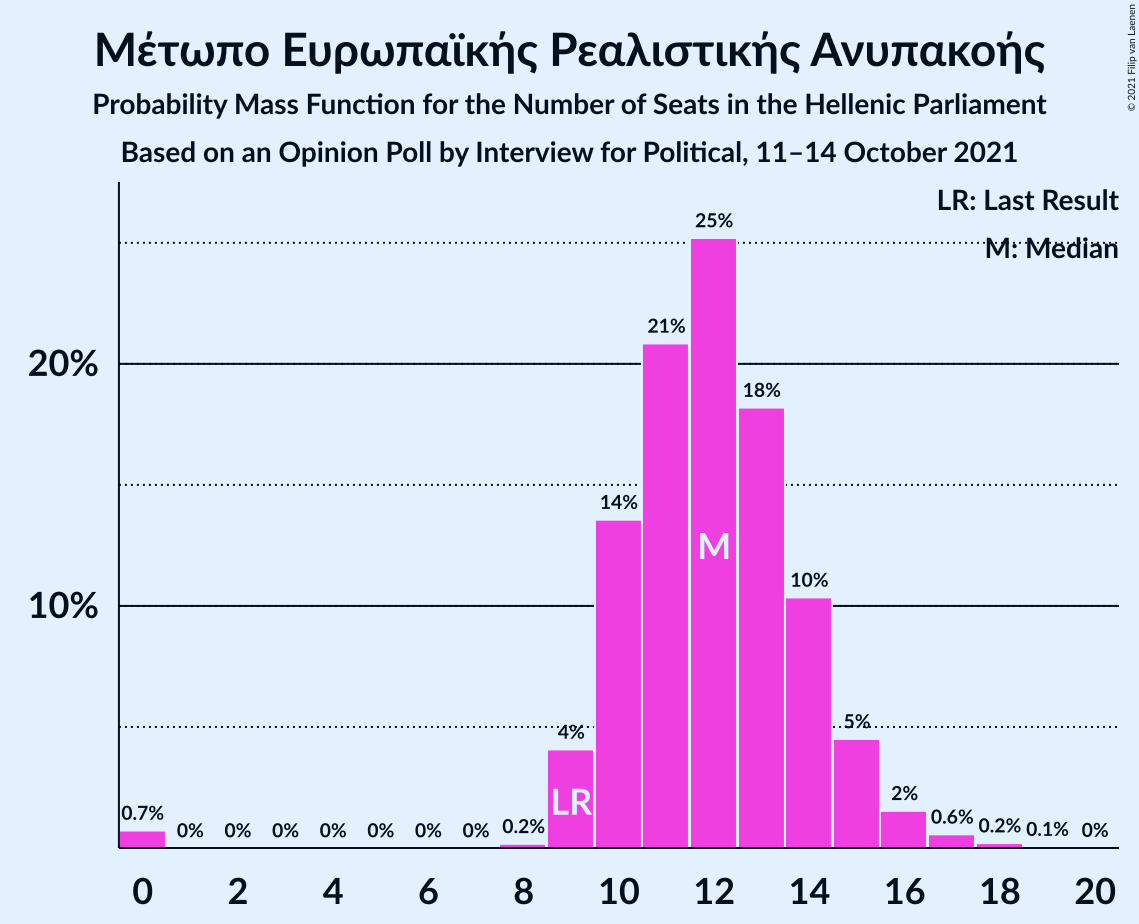 Μέτωπο Ευρωπαϊκής Ρεαλιστικής Ανυπακοής
Probability Mass Function for the Number of Seats in the Hellenic Parliament
Based on an Opinion Poll by Interview for Political, 11–14 October 2021
© 2021 Filip van Laenen
LR: Last Result
M: Median
25%
21%
20%
18%
14%
M
10%
10%
5%
4%
LR
2%
0.7%
0%
0%
0%
0%
0%
0%
0%
0.2%
0.6%
0.2%
0.1%
0%
0 2 4 6 8 10 12 14 16 18 20